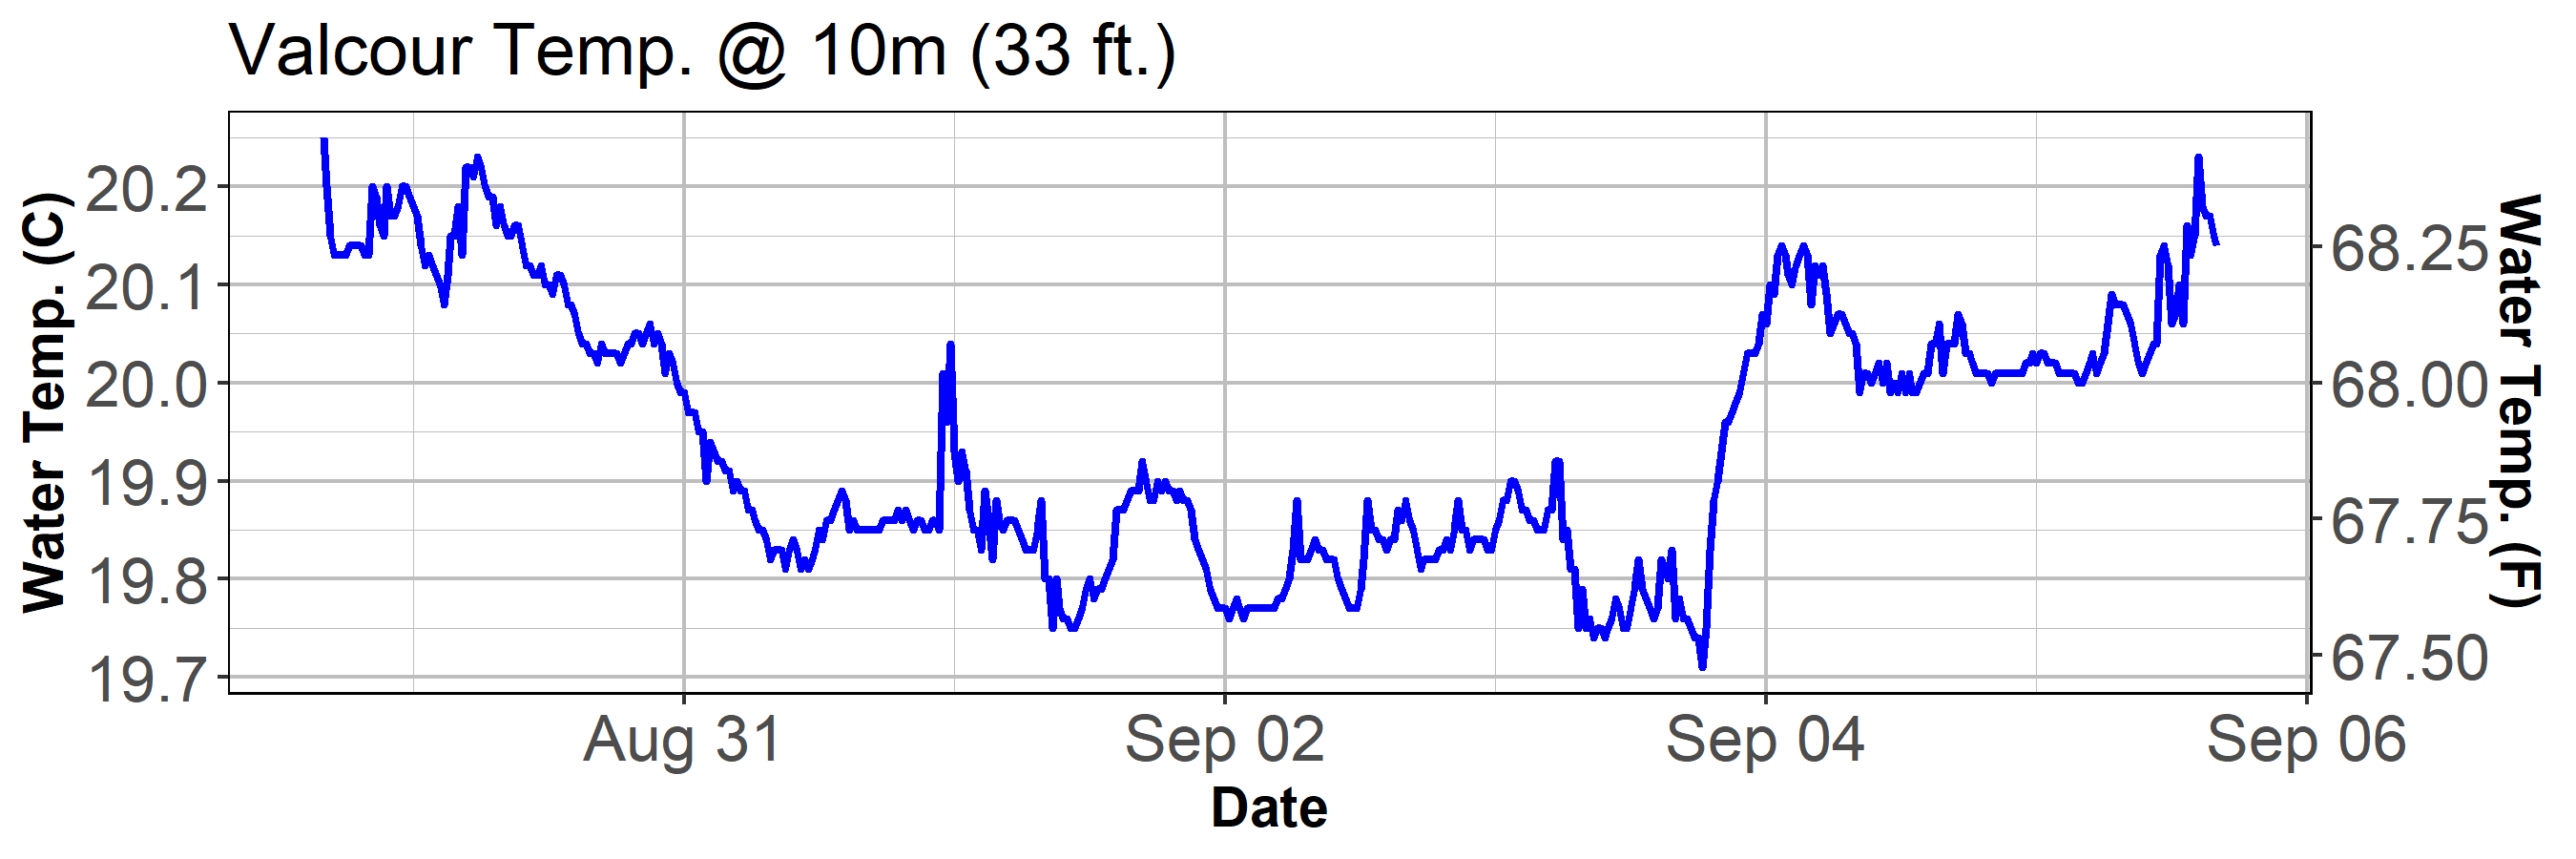 Valcour Temp. @ 10m (33 ft.)
Water Temp. (C)
20.2
20.1
20.0
19.9
19.8
19.7
68.25
68.00
67.75
67.50
Water Temp. (F)
Aug 31
Sep 02
Sep 04
Sep 06
Date